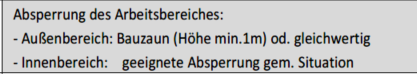 Absperrung des Arbeitsbereiches:
- Außenbereich: Bauzaun (Höhe min.1m) od. gleichwertig
- Innenbereich: geeignete Absperrung gem. Situation